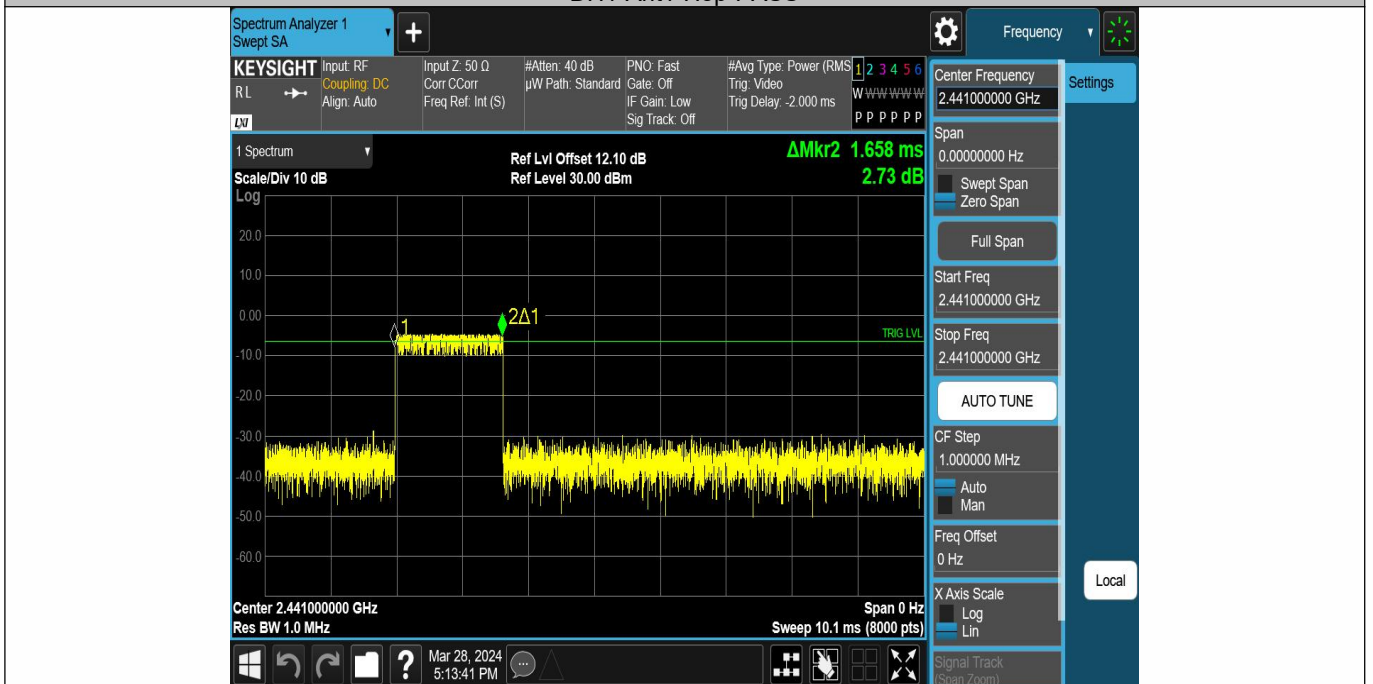 Spectrum Analyzer 1
Swept SA
Frequency
KEYSIGHT
RL
LXI
Input: RF
Coupling: DC
Align: Auto
Input Z: 50 Ω
Corr CCorr
Freq Ref: Int (S)
#Atten: 40 dB
µW Path: Standard
PNO: Fast
Gate: Off
IF Gain: Low
Sig Track: Off
#Avg Type: Power (RMS
Trig: Video
Trig Delay: -2.000 ms
1 2 3 4 5 6
W W W W W W
P P P P P P
1 Spectrum
Scale/Div 10 dB
Ref Lvl Offset 12.10 dB
Ref Level 30.00 dBm
ΔMkr2 1.658 ms
2.73 dB
Log
20.0
10.0
0.00
-10.0
-20.0
-30.0
-40.0
-50.0
-60.0
1
2Δ1
TRIG LVL
Center 2.441000000 GHz
Res BW 1.0 MHz
Span 0 Hz
Sweep 10.1 ms (8000 pts)
Mar 28, 2024
5:13:41 PM
Center Frequency
2.441000000 GHz
Settings
Span
0.00000000 Hz
Swept Span
Zero Span
Full Span
Start Freq
2.441000000 GHz
Stop Freq
2.441000000 GHz
AUTO TUNE
CF Step
1.000000 MHz
Auto
Man
Freq Offset
0 Hz
X Axis Scale
Log
Lin
Local
Signal Track
(Span Zoom)